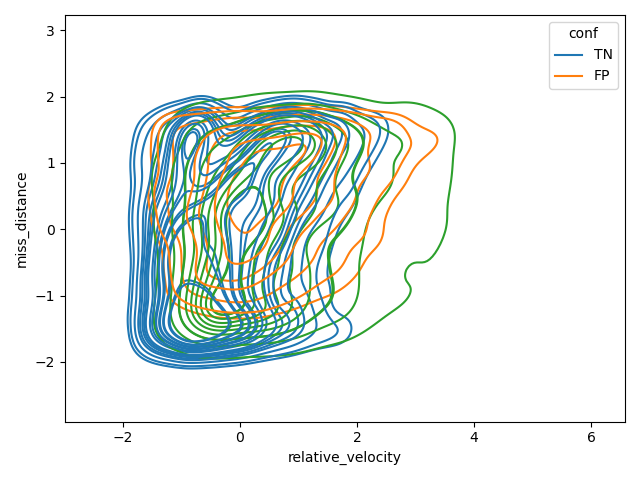 conf
TN
FP
3
2
1
0
−1
−2
miss_distance
−2
0
2
4
6
relative_velocity